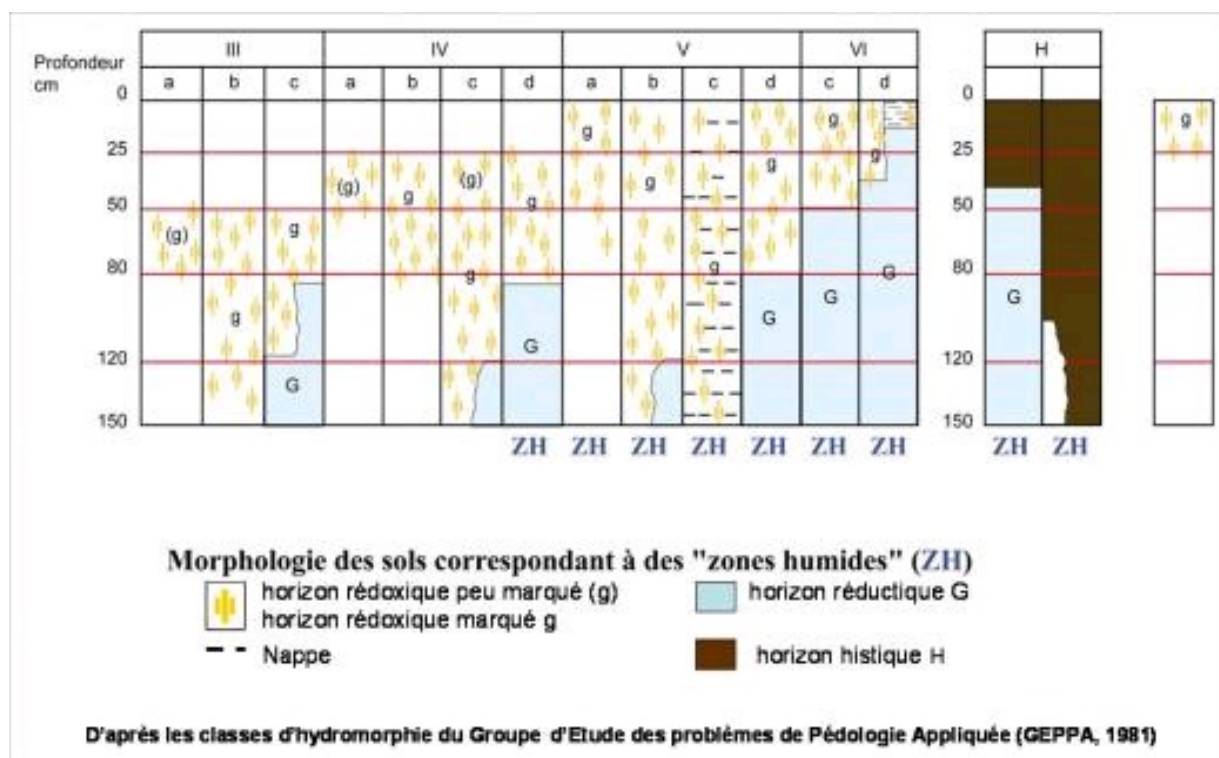 III IV V VI H
Profondeur
cm
a b c a b c d a b c d c d
0 0
g g g g
25 25
(g) g (g) g g g g
50 50
(g) g g
80 80
g g g G G
g G G G
120 120
G
150 150
ZH ZH ZH ZH ZH ZH ZH ZH
Morphologie des sols correspondant à des "zones humides" (ZH)
horizon rédoxique peu marqué (g) horizon réductique G
horizon rédoxique marqué g
Nappe horizon histique H
D'après les classes d'hydromorphie du Groupe d'Etude des problèmes de Pédologie Appliquée (GEPPA, 1981)